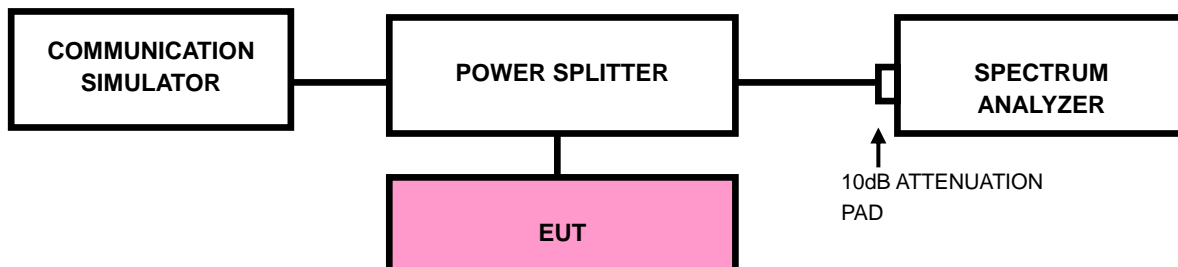 COMMUNICATION
SIMULATOR
POWER SPLITTER
SPECTRUM
ANALYZER
10dB ATTENUATION
PAD
EUT